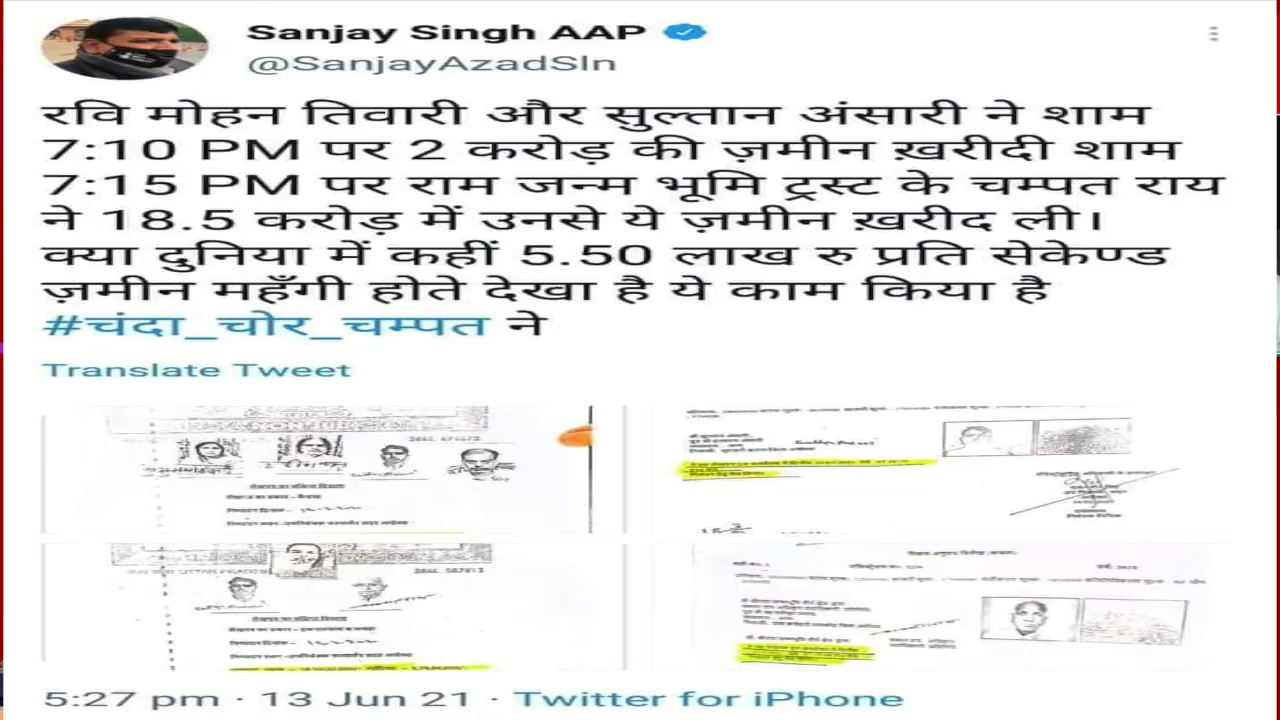 Sanjay Singh AAP
@SanjayAzadSln
रवि मोहन तिवारी और सुल्तान अंसारी ने शाम
7:10 PM पर 2 करोड़ की ज़मीन ख़रीदी शाम
7:15 PM पर राम जन्म भूमि ट्रस्ट के चम्पत राय
ने 18.5 करोड़ में उनसे ये ज़मीन ख़रीद ली।
क्या दुनिया में कहीं 5.50 लाख रु प्रति सेकेण्ड
ज़मीन महँगी होते देखा है ये काम किया है
#चंदा_चोर_चम्पत ने
Translate Tweet
5:27 pm · 13 Jun 21 · Twitter for iPhone